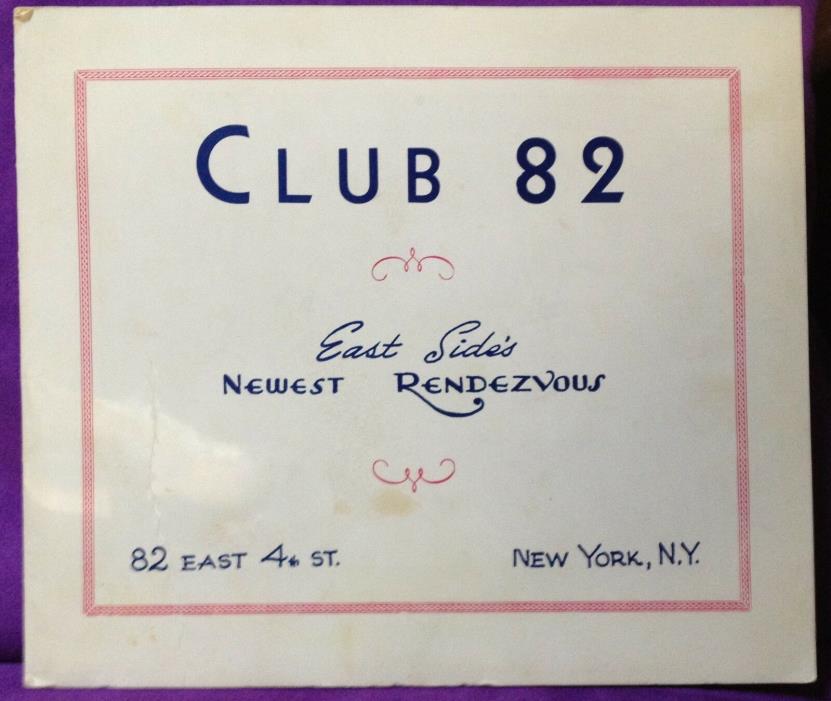 CLUB 82
East Side's
NEWEST RENDEZVOUS
82 EAST 4th ST.
NEW YORK, N.Y.